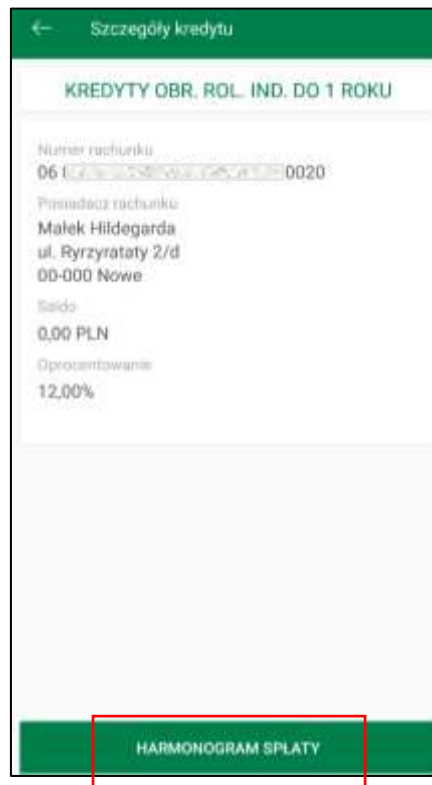 Szczegóły kredytu
KREDYTY OBR. ROL. IND. DO 1 ROKU
Numer rachunku
06 0020
Posiadacz rachunku
Małek Hildegarda
ul. Ryrzyrataty 2/d
00-000 Nowe
Saldo
0,00 PLN
Oprocentowanie
12,00%
HARMONOGRAM SPŁATY